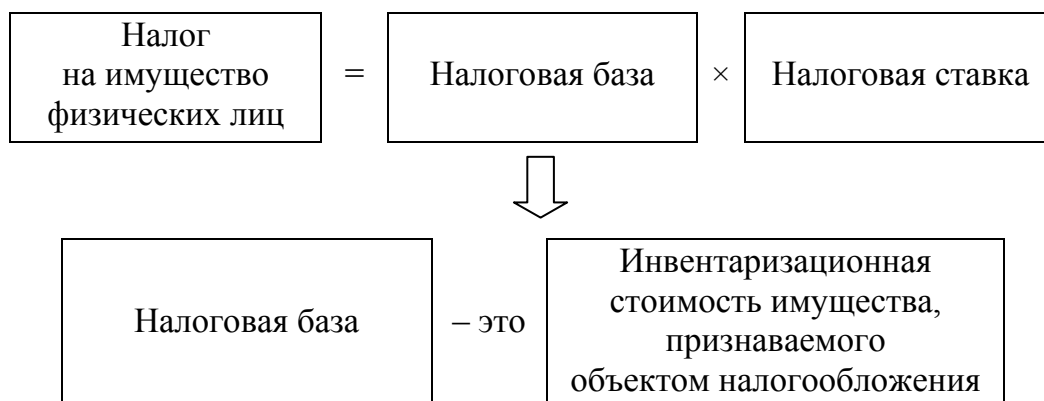 Налог
на имущество
физических лиц
=
Налоговая база
×
Налоговая ставка
Налоговая база
– это
Инвентаризационная
стоимость имущества,
признаваемого
объектом налогообложения